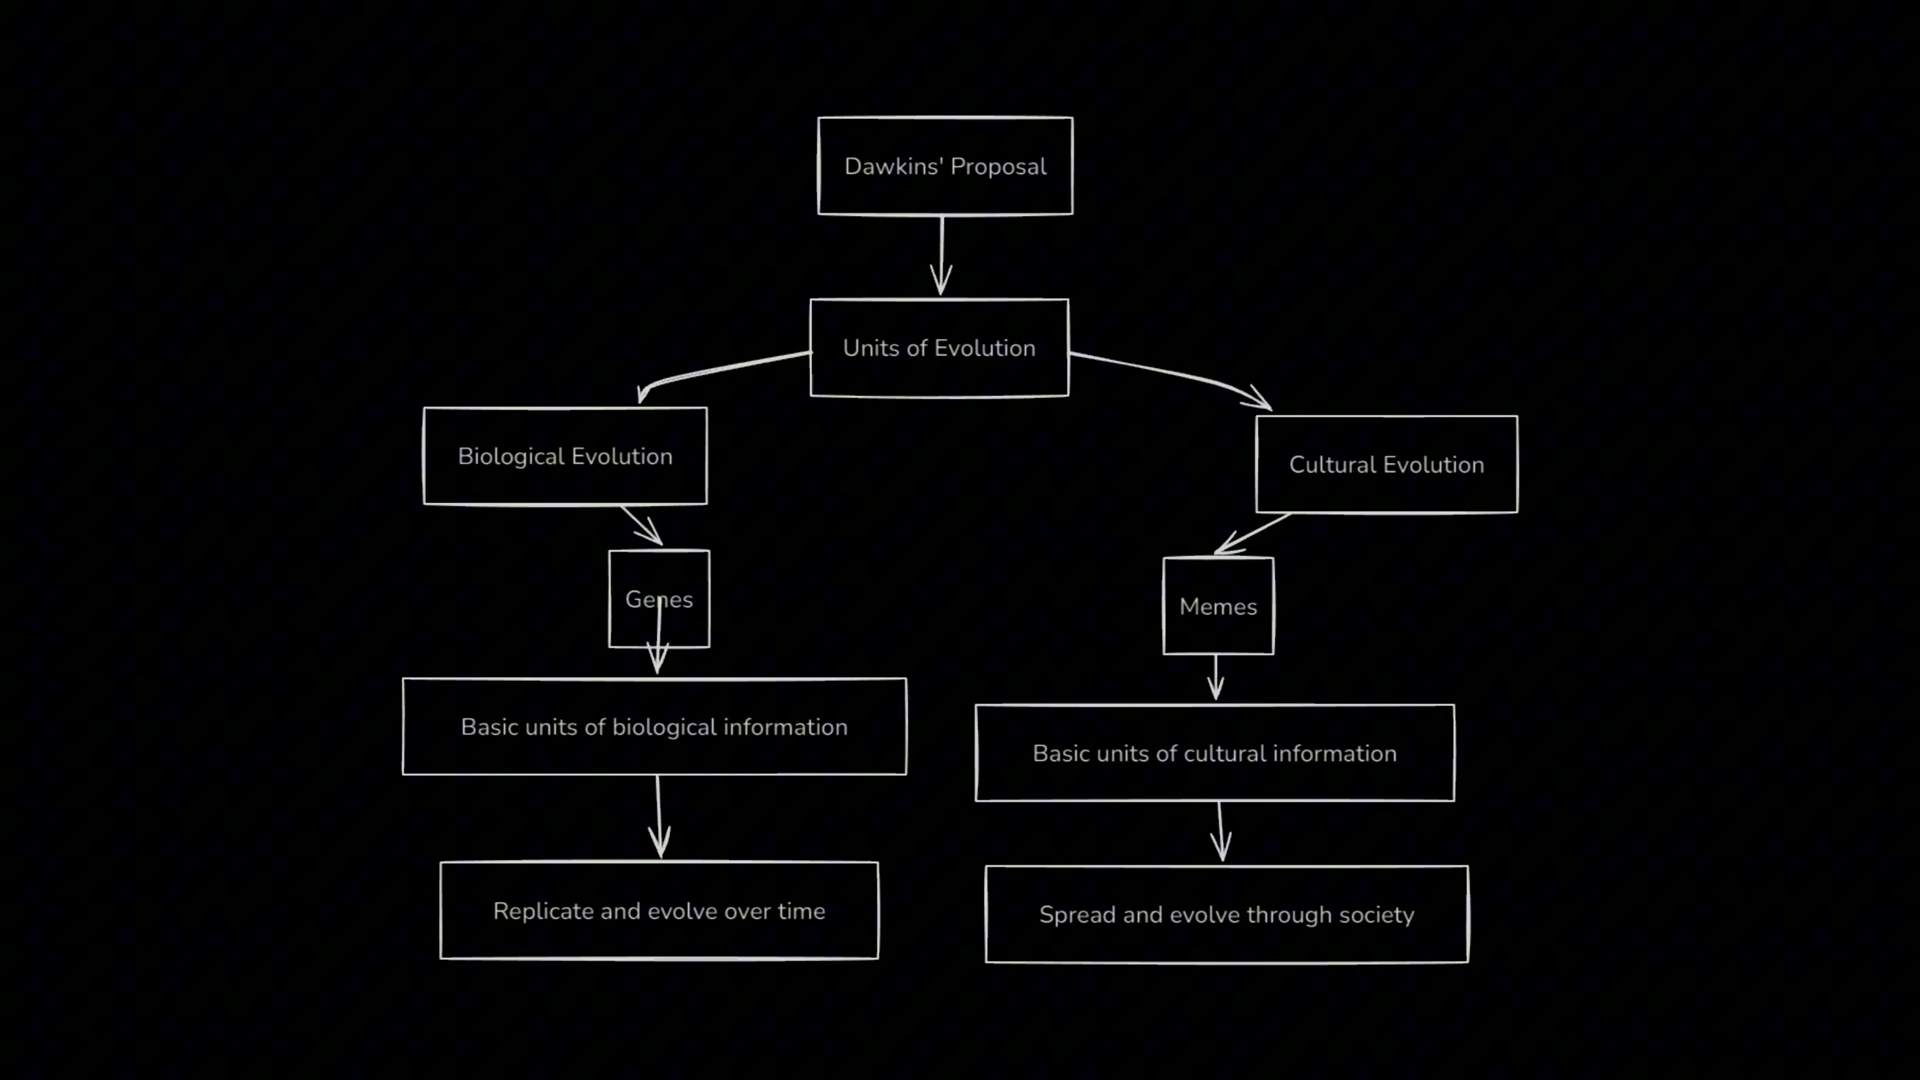 Dawkins' Proposal
Units of Evolution
Biological Evolution
Cultural Evolution
Genes
Memes
Basic units of biological information
Basic units of cultural information
Replicate and evolve over time
Spread and evolve through society